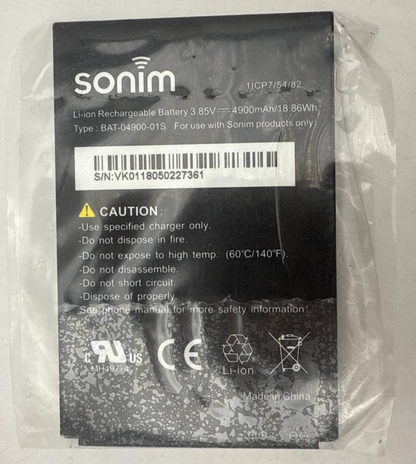 sonim
1ICP7/54/82
Li-ion Rechargeable Battery 3.85V⎓4900mAh/18.86Wh
Type : BAT-04900-01S For use with Sonim products only
S/N:VK0118050227361
CAUTION:
-Use specified charger only.
-Do not dispose in fire.
-Do not expose to high temp. (60℃/140℉).
-Do not disassemble.
-Do not short circuit.
-Dispose of properly.
-See phone manual for more safety information!
c RU US CE
MH49774
Li-ion
Made in China